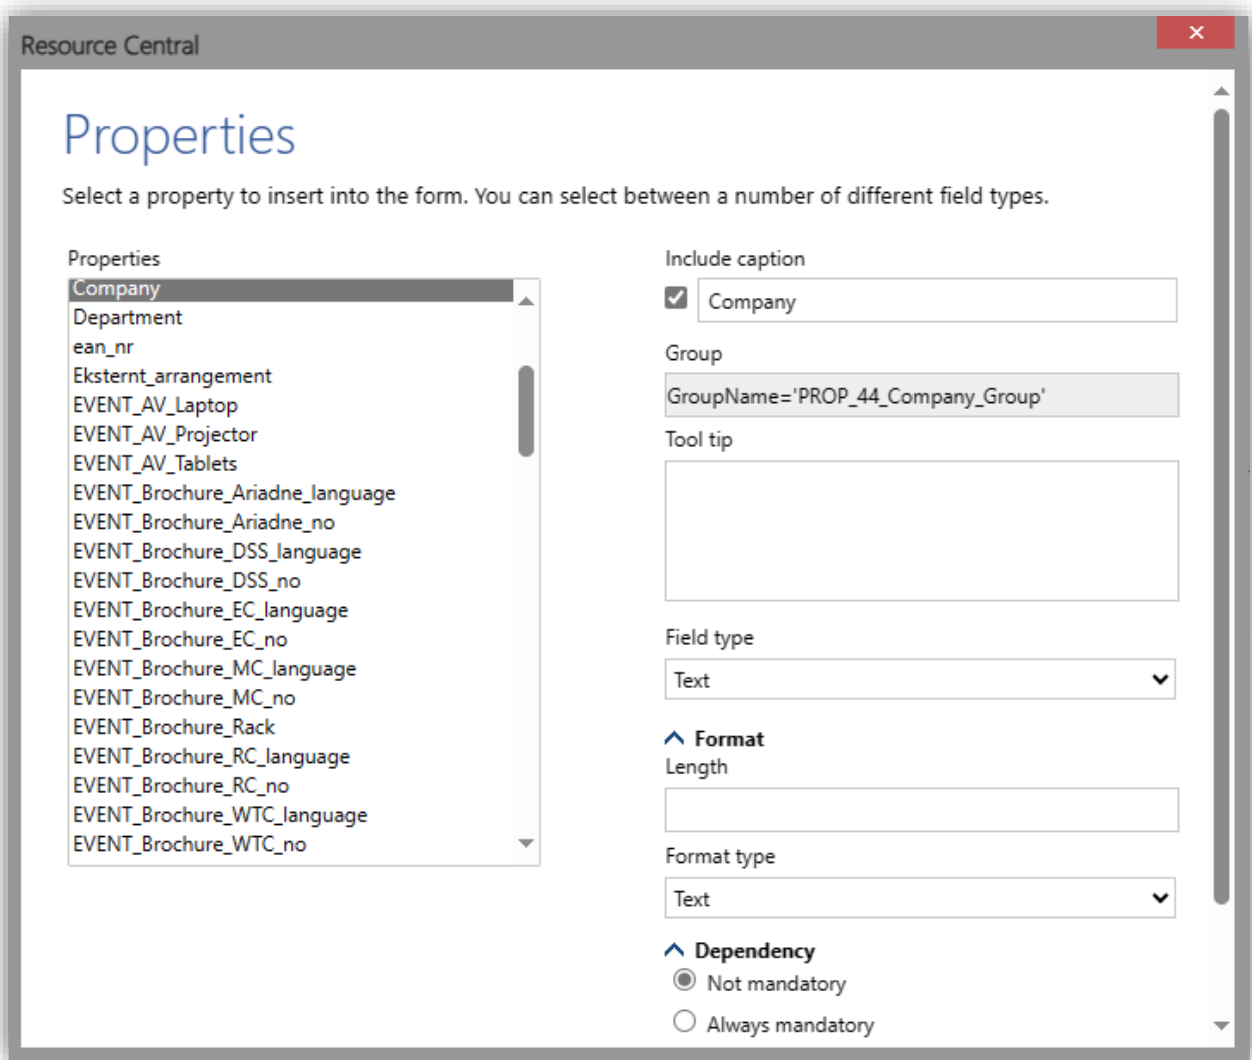 Resource Central
Properties
Select a property to insert into the form. You can select between a number of different field types.
Properties
Company
Department
ean_nr
Eksternt_arrangement
EVENT_AV_Laptop
EVENT_AV_Projector
EVENT_AV_Tablets
EVENT_Brochure_Ariadne_language
EVENT_Brochure_Ariadne_no
EVENT_Brochure_DSS_language
EVENT_Brochure_DSS_no
EVENT_Brochure_EC_language
EVENT_Brochure_EC_no
EVENT_Brochure_MC_language
EVENT_Brochure_MC_no
EVENT_Brochure_Rack
EVENT_Brochure_RC_language
EVENT_Brochure_RC_no
EVENT_Brochure_WTC_language
EVENT_Brochure_WTC_no
Include caption
Company
Group
GroupName='PROP_44_Company_Group'
Tool tip
Field type
Text
Format
Length
Format type
Text
Dependency
Not mandatory
Always mandatory